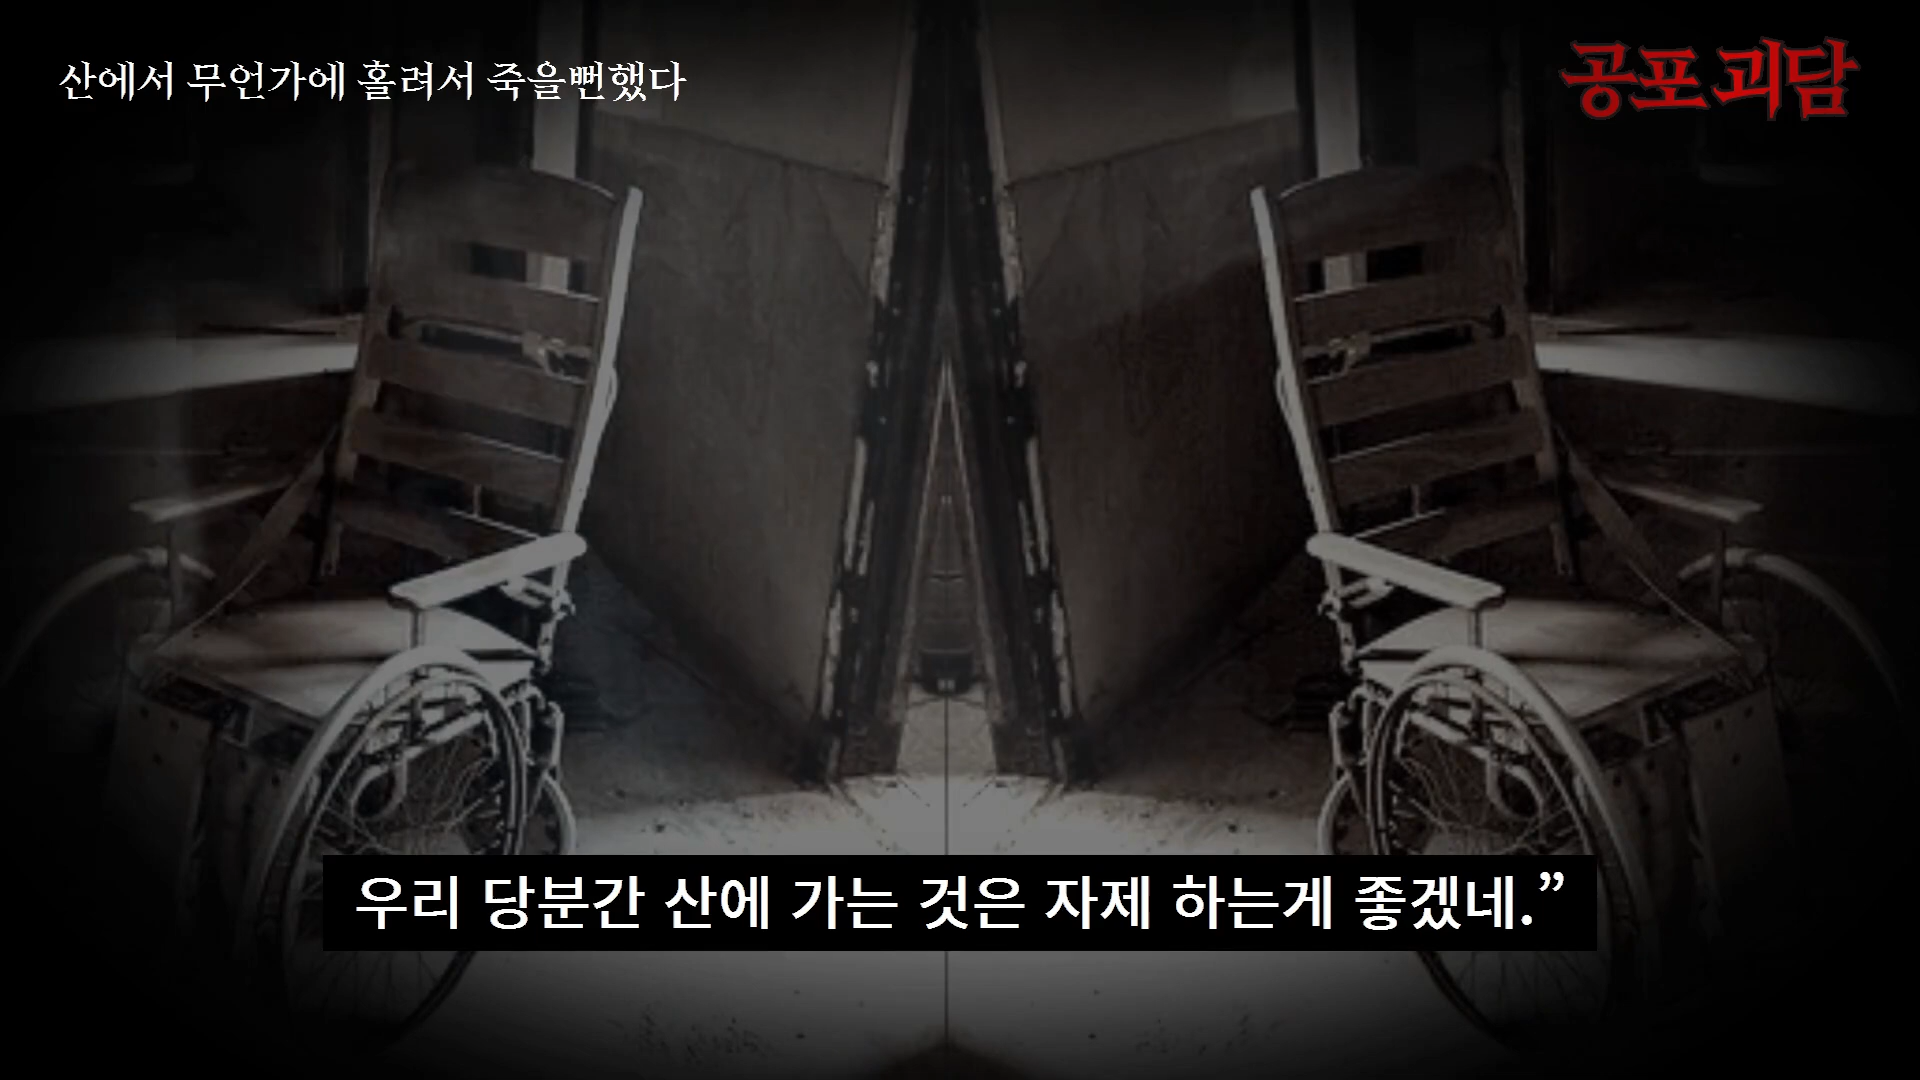 산에서 무언가에 홀려서 죽을뻔했다
공포 괴담
우리 당분간 산에 가는 것은 자제 하는게 좋겠네.”